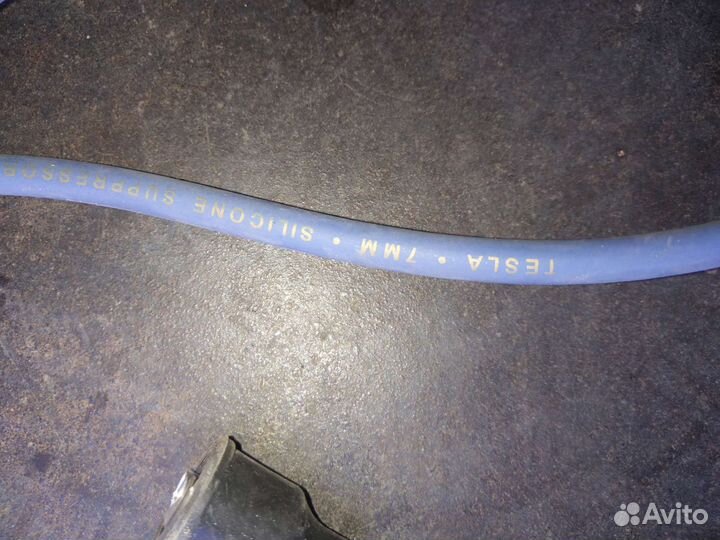 TESLA • 7MM • SILICONE SUPPRESSOR
Avito